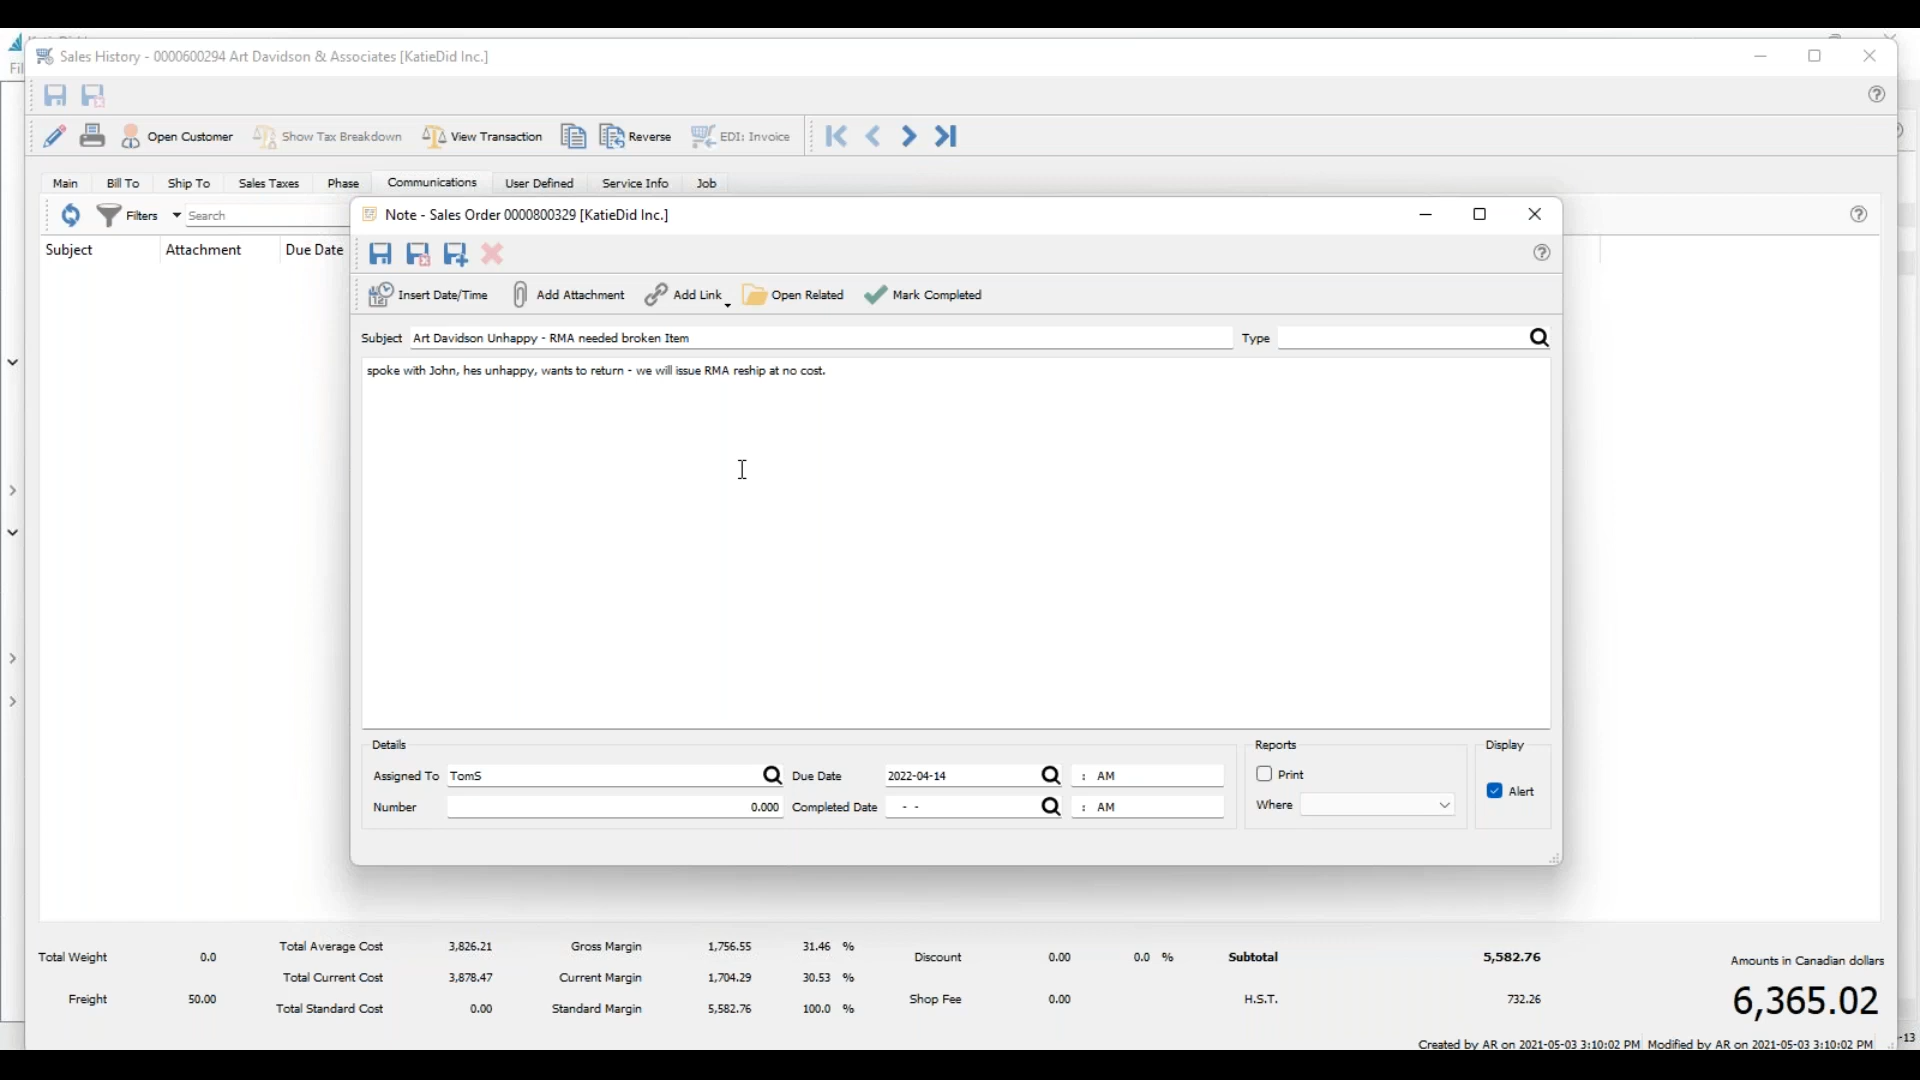 Fil
Sales History - 0000600294 Art Davidson & Associates [KatieDid Inc.]
Open Customer Show Tax Breakdown View Transaction Reverse EDI: Invoice
Main Bill To Ship To Sales Taxes Phase Communications User Defined Service Info Job
Filters Search
Subject Attachment Due Date
Note - Sales Order 0000800329 [KatieDid Inc.]
Insert Date/Time Add Attachment Add Link Open Related Mark Completed
Subject Art Davidson Unhappy - RMA needed broken Item Type
spoke with John, hes unhappy, wants to return - we will issue RMA reship at no cost.
Details Reports Display
Assigned To TomS Due Date 2022-04-14 : AM Print Alert
Number 0.000 Completed Date - - : AM Where
Total Average Cost 3,826.21 Gross Margin 1,756.55 31.46 %
Total Weight 0.0 Discount 0.00 0.0 % Subtotal 5,582.76 Amounts in Canadian dollars
Total Current Cost 3,878.47 Current Margin 1,704.29 30.53 %
Freight 50.00 Shop Fee 0.00 H.S.T. 732.26 6,365.02
Total Standard Cost 0.00 Standard Margin 5,582.76 100.0 %
Created by AR on 2021-05-03 3:10:02 PM Modified by AR on 2021-05-03 3:10:02 PM -13